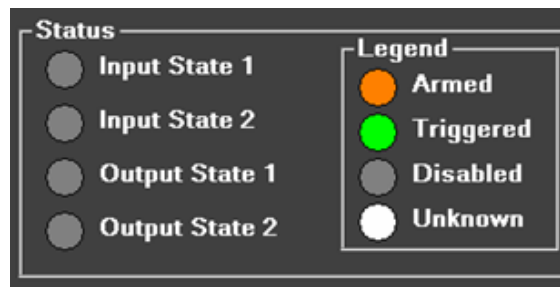 Status
Input State 1
Input State 2
Output State 1
Output State 2
Legend
Armed
Triggered
Disabled
Unknown